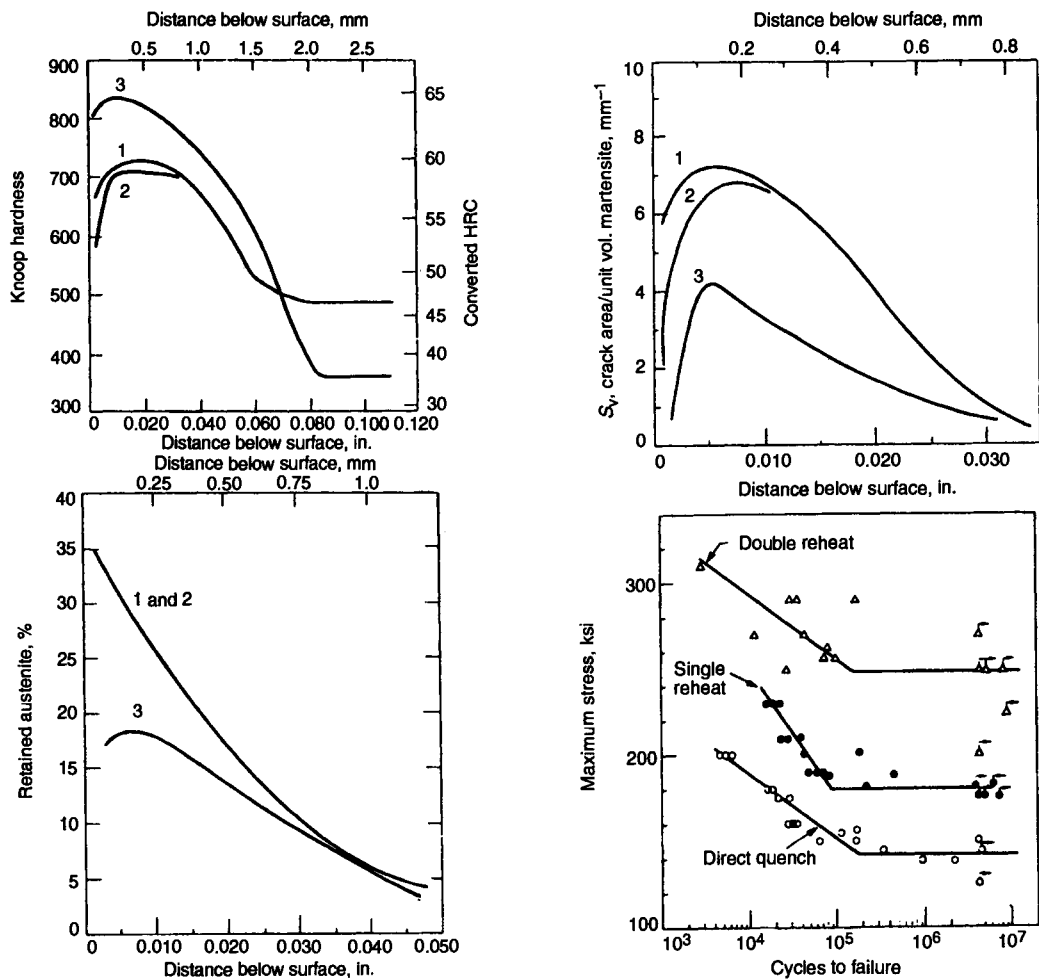 Distance below surface, mm
0.5 1.0 1.5 2.0 2.5
900
800
700
600
500
400
300
Knoop hardness
3
1
2
65
60
55
50
45
40
35
30
Converted HRC
0 0.020 0.040 0.060 0.080 0.100 0.120
Distance below surface, in.
Distance below surface, mm
0.25 0.50 0.75 1.0
40
35
30
25
20
15
10
5
0
Retained austenite, %
1 and 2
3
0 0.010 0.020 0.030 0.040 0.050
Distance below surface, in.
Distance below surface, mm
0.2 0.4 0.6 0.8
10
8
6
4
2
0
Sv, crack area/unit vol. martensite, mm−1
1
2
3
0 0.010 0.020 0.030
Distance below surface, in.
300
200
100
Maximum stress, ksi
Double reheat
Single
reheat
Direct quench
10³ 10⁴ 10⁵ 10⁶ 10⁷
Cycles to failure